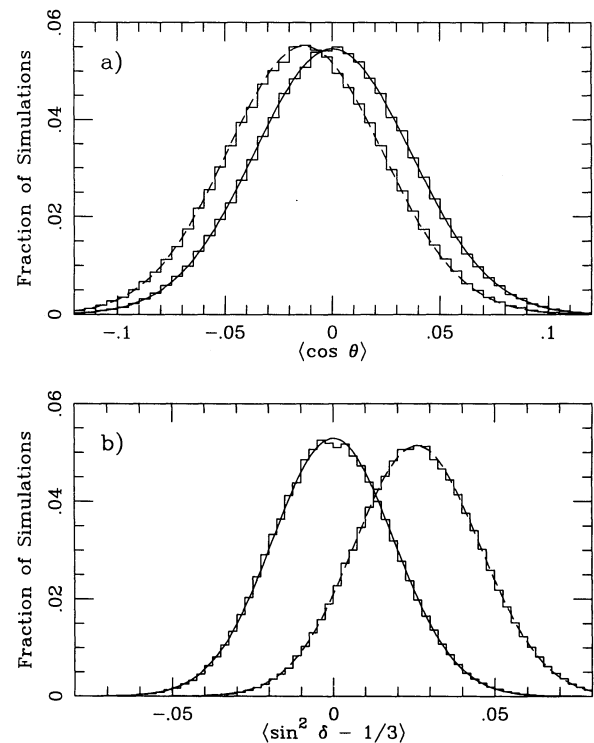 a)
Fraction of Simulations
0 .02 .04 .06
−.1 −.05 0 .05 .1
⟨cos θ⟩
b)
Fraction of Simulations
0 .02 .04 .06
−.05 0 .05
⟨sin² δ − 1/3⟩